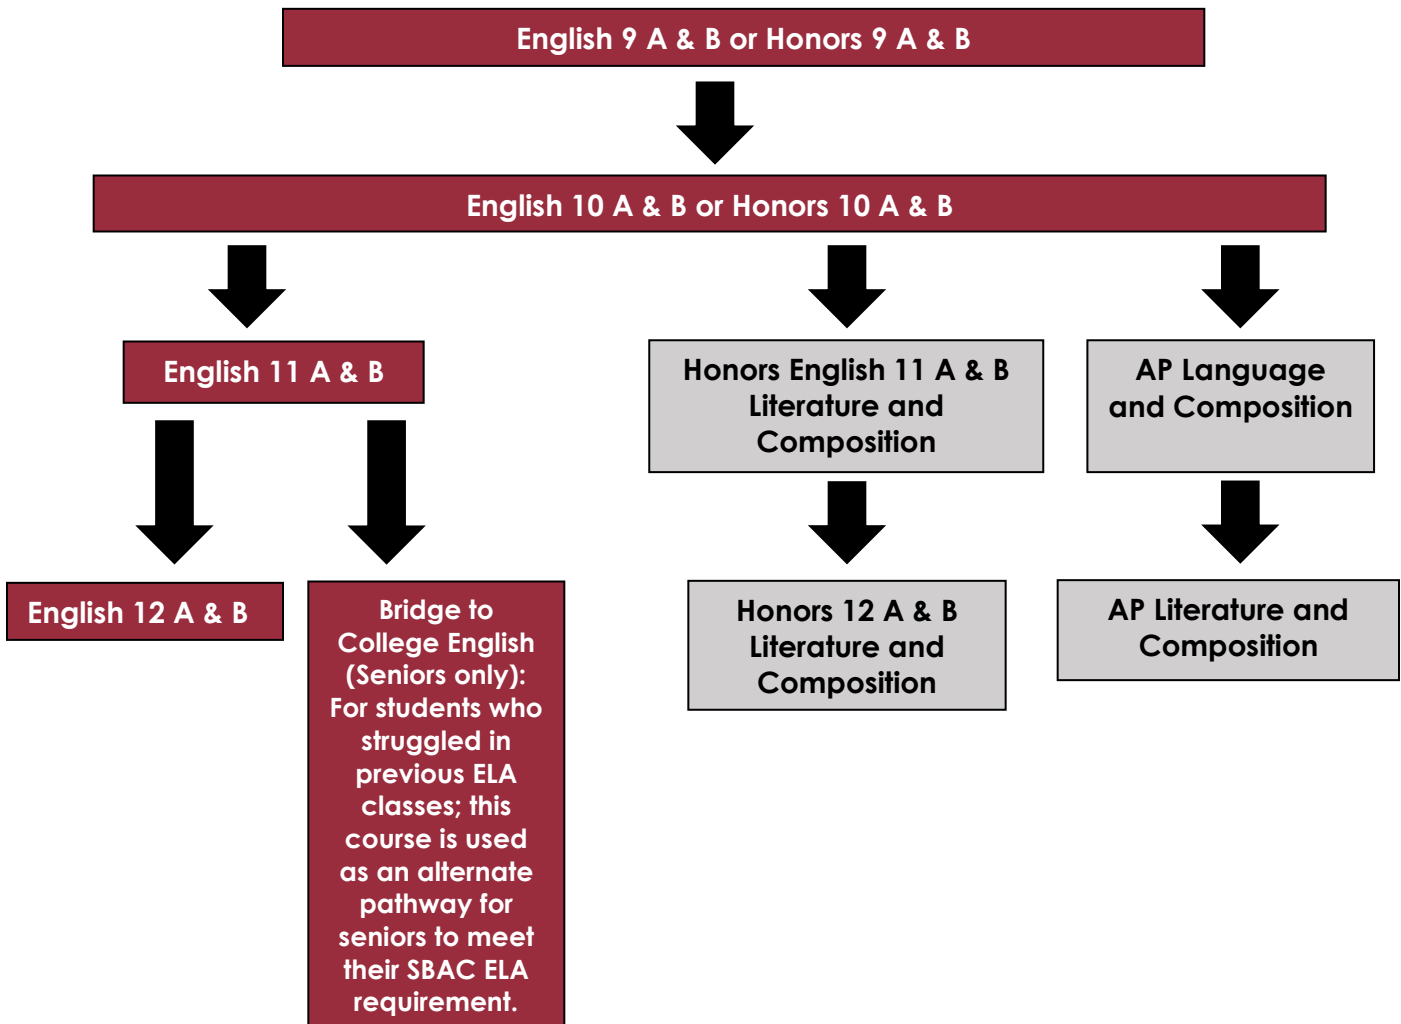 English 9 A & B or Honors 9 A & B
English 10 A & B or Honors 10 A & B
English 11 A & B
Honors English 11 A & B
Literature and
Composition
AP Language
and Composition
English 12 A & B
Bridge to
College English
(Seniors only):
For students who
struggled in
previous ELA
classes; this
course is used
as an alternate
pathway for
seniors to meet
their SBAC ELA
requirement.
Honors 12 A & B
Literature and
Composition
AP Literature and
Composition